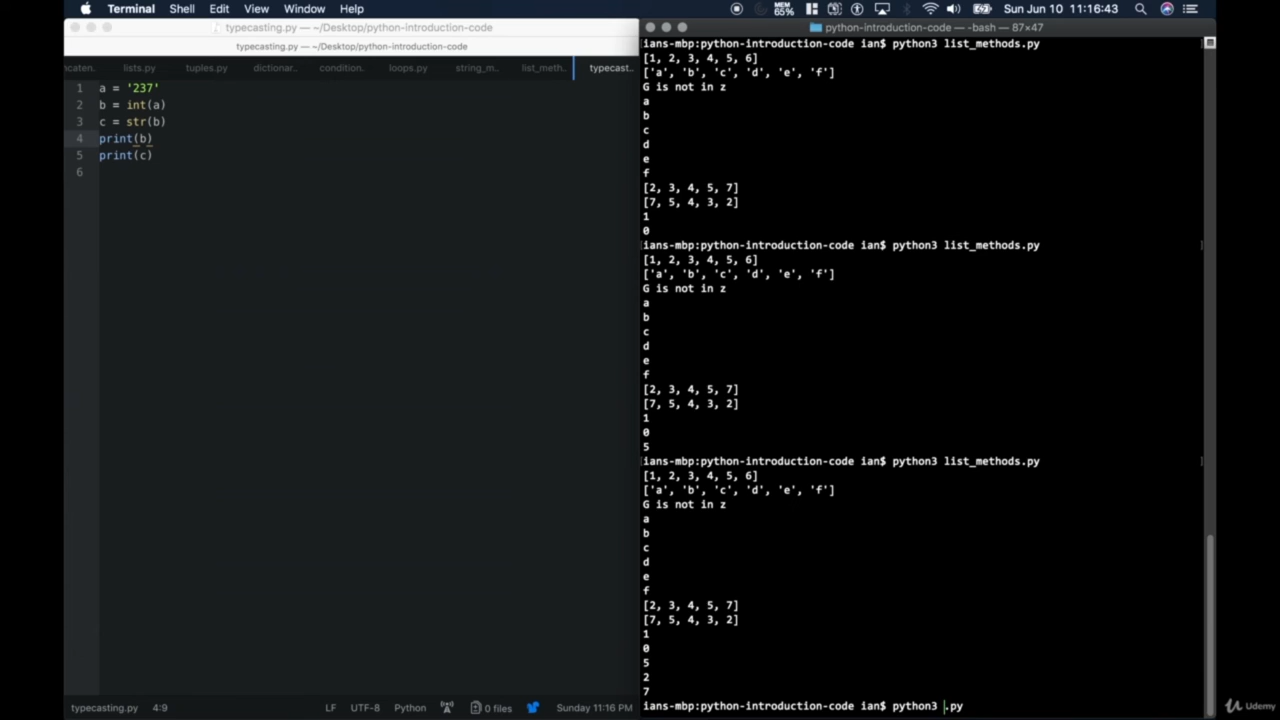 Terminal Shell Edit View Window Help MEM 65% Sun Jun 10 11:16:43
typecasting.py — ~/Desktop/python-introduction-code
typecasting.py — ~/Desktop/python-introduction-code
ncaten. lists.py tuples.py dictionar.. condition. loops.py string_m.. list_meth.. typecast..
1 a = '237'
2 b = int(a)
3 c = str(b)
4 print(b)
5 print(c)
6
typecasting.py 4:9 LF UTF-8 Python 0 files Sunday 11:16 PM
python-introduction-code — -bash — 87×47
ians-mbp:python-introduction-code ian$ python3 list_methods.py
[1, 2, 3, 4, 5, 6]
['a', 'b', 'c', 'd', 'e', 'f']
G is not in z
a
b
c
d
e
f
[2, 3, 4, 5, 7]
[7, 5, 4, 3, 2]
1
0
ians-mbp:python-introduction-code ian$ python3 list_methods.py
[1, 2, 3, 4, 5, 6]
['a', 'b', 'c', 'd', 'e', 'f']
G is not in z
a
b
c
d
e
f
[2, 3, 4, 5, 7]
[7, 5, 4, 3, 2]
1
0
5
ians-mbp:python-introduction-code ian$ python3 list_methods.py
[1, 2, 3, 4, 5, 6]
['a', 'b', 'c', 'd', 'e', 'f']
G is not in z
a
b
c
d
e
f
[2, 3, 4, 5, 7]
[7, 5, 4, 3, 2]
1
0
5
2
7
ians-mbp:python-introduction-code ian$ python3 .py
Udemy